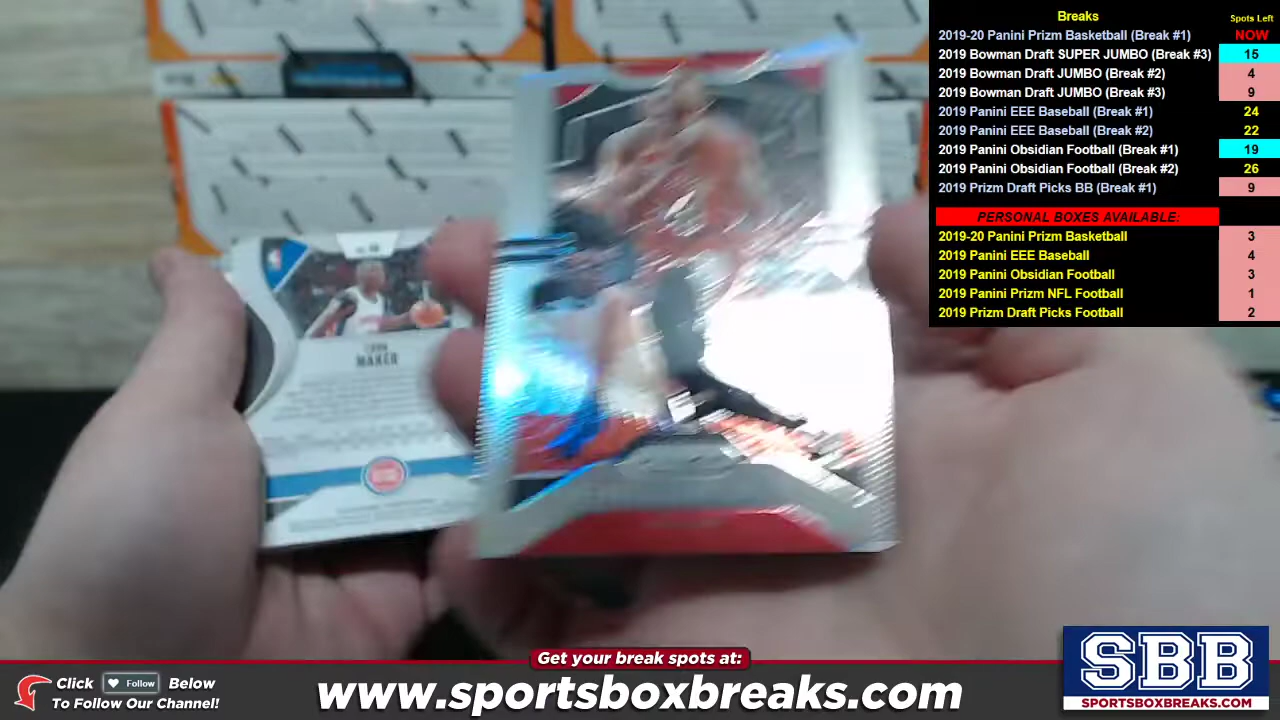 Breaks Spots Left
2019-20 Panini Prizm Basketball (Break #1) NOW
2019 Bowman Draft SUPER JUMBO (Break #3) 15
2019 Bowman Draft JUMBO (Break #2) 4
2019 Bowman Draft JUMBO (Break #3) 9
2019 Panini EEE Baseball (Break #1) 24
2019 Panini EEE Baseball (Break #2) 22
2019 Panini Obsidian Football (Break #1) 19
2019 Panini Obsidian Football (Break #2) 26
2019 Prizm Draft Picks BB (Break #1) 9
PERSONAL BOXES AVAILABLE:
2019-20 Panini Prizm Basketball 3
2019 Panini EEE Baseball 4
2019 Panini Obsidian Football 3
2019 Panini Prizm NFL Football 1
2019 Prizm Draft Picks Football 2
MAKER
Get your break spots at:
Click Follow Below
To Follow Our Channel!
www.sportsboxbreaks.com
SBB
SPORTSBOXBREAKS.COM